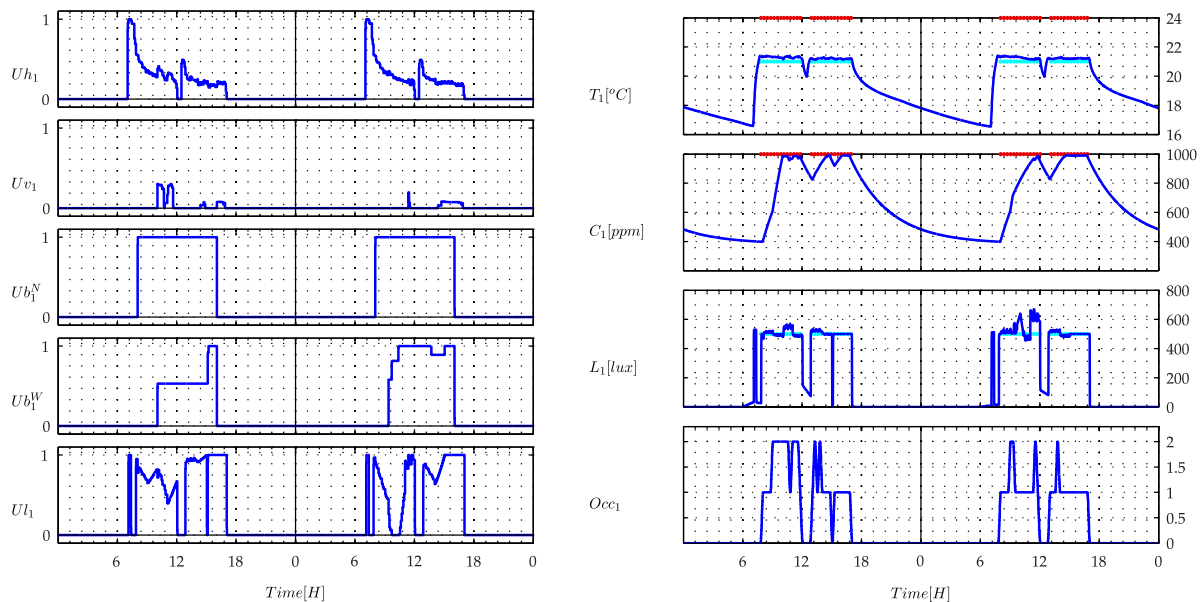 1
Uh₁
0
1
Uv₁
0
1
Ub₁ᴺ
0
1
Ub₁ᵂ
0
1
Ul₁
0
6 12 18 0 6 12 18 0
Time[H]
24
22
T₁[°C]
20
18
16
1000
800
C₁[ppm]
600
400
800
600
L₁[lux]
400
200
0
2
1.5
Occ₁
1
0.5
0
6 12 18 0 6 12 18 0
Time[H]